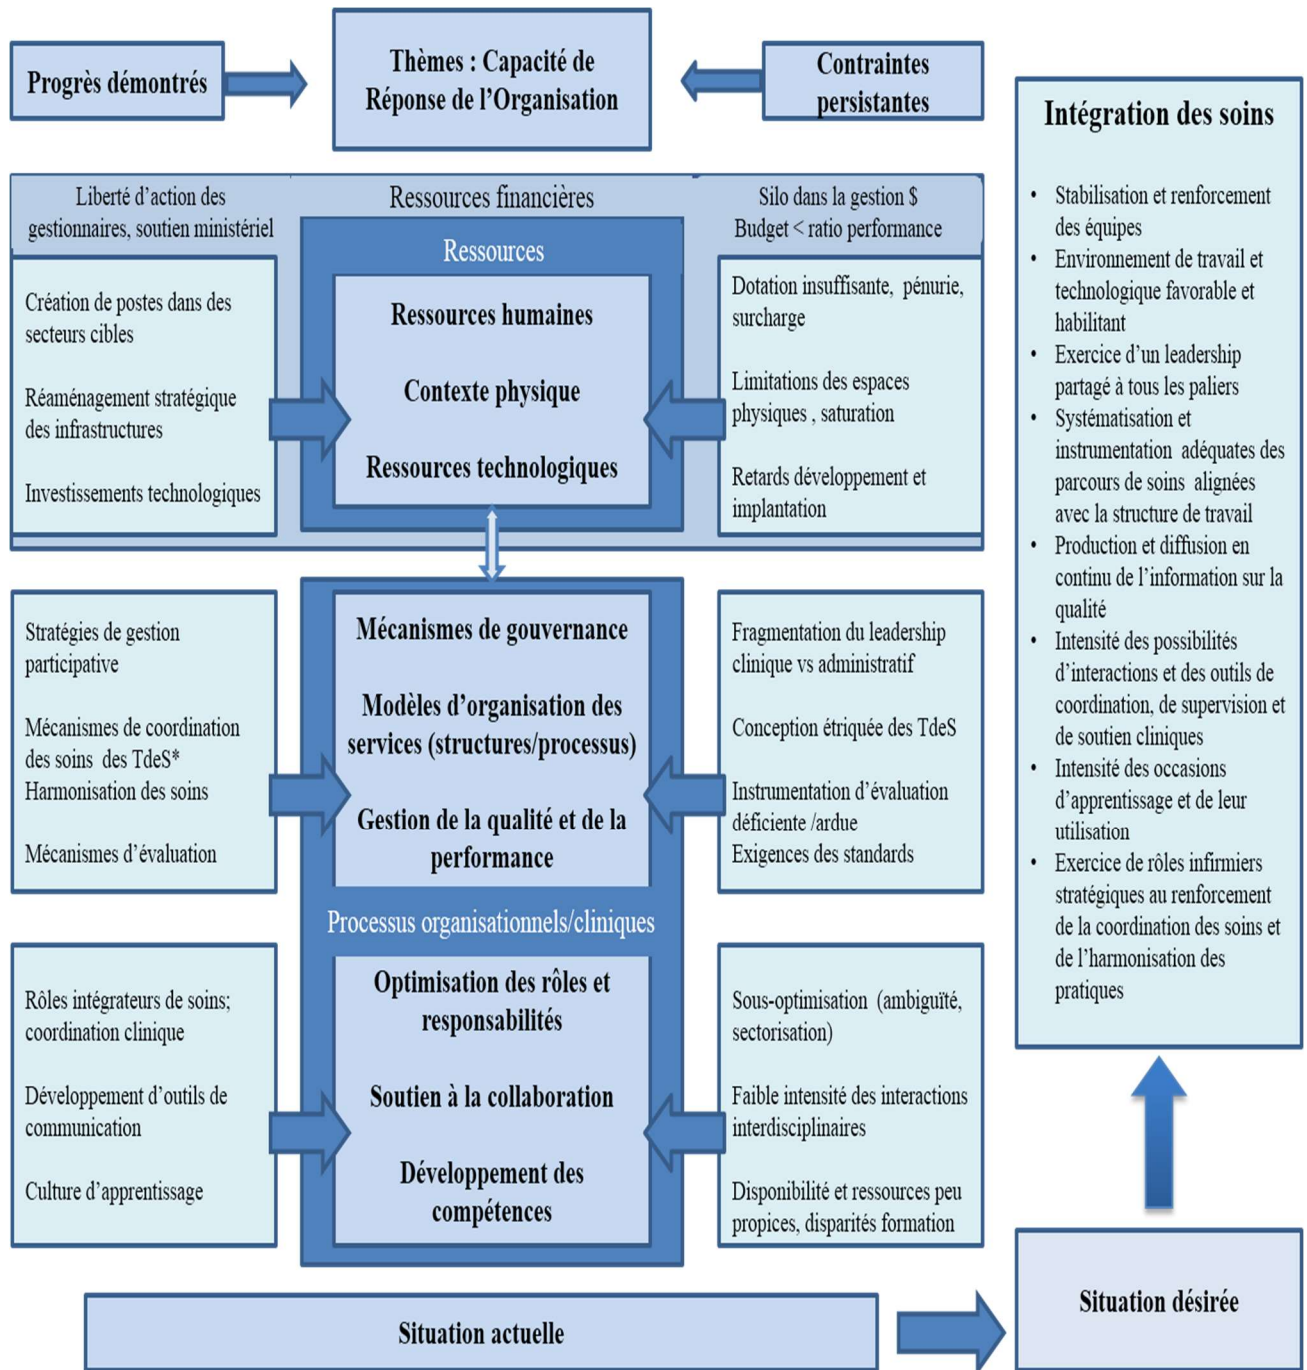 Progrès démontrés
Thèmes : Capacité de
Réponse de l’Organisation
Contraintes
persistantes
Liberté d’action des
gestionnaires, soutien ministériel
Ressources financières
Silo dans la gestion $
Budget < ratio performance
Ressources
Création de postes dans des
secteurs cibles
Réaménagement stratégique
des infrastructures
Investissements technologiques
Ressources humaines
Contexte physique
Ressources technologiques
Dotation insuffisante, pénurie,
surcharge
Limitations des espaces
physiques , saturation
Retards développement et
implantation
Stratégies de gestion
participative
Mécanismes de coordination
des soins des TdeS*
Harmonisation des soins
Mécanismes d’évaluation
Mécanismes de gouvernance
Modèles d’organisation des
services (structures/processus)
Gestion de la qualité et de la
performance
Fragmentation du leadership
clinique vs administratif
Conception étriquée des TdeS
Instrumentation d’évaluation
déficiente /ardue
Exigences des standards
Processus organisationnels/cliniques
Rôles intégrateurs de soins;
coordination clinique
Développement d’outils de
communication
Culture d’apprentissage
Optimisation des rôles et
responsabilités
Soutien à la collaboration
Développement des
compétences
Sous-optimisation (ambiguïté,
sectorisation)
Faible intensité des interactions
interdisciplinaires
Disponibilité et ressources peu
propices, disparités formation
Situation actuelle
Intégration des soins
• Stabilisation et renforcement
des équipes
• Environnement de travail et
technologique favorable et
habilitant
• Exercice d’un leadership
partagé à tous les paliers
• Systématisation et
instrumentation adéquates des
parcours de soins alignées
avec la structure de travail
• Production et diffusion en
continu de l’information sur la
qualité
• Intensité des possibilités
d’interactions et des outils de
coordination, de supervision et
de soutien cliniques
• Intensité des occasions
d’apprentissage et de leur
utilisation
• Exercice de rôles infirmiers
stratégiques au renforcement
de la coordination des soins et
de l’harmonisation des
pratiques
Situation désirée